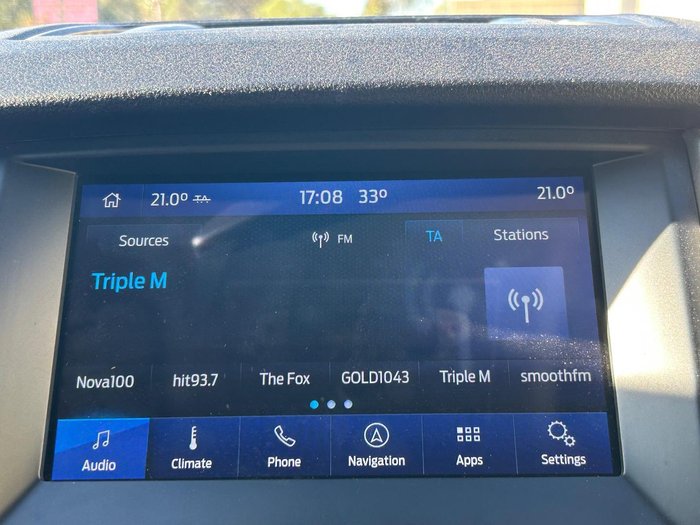 21.0° TA 17:08 33° 21.0°
Sources FM TA Stations
Triple M
Nova100 hit93.7 The Fox GOLD1043 Triple M smoothfm
Audio Climate Phone Navigation Apps Settings